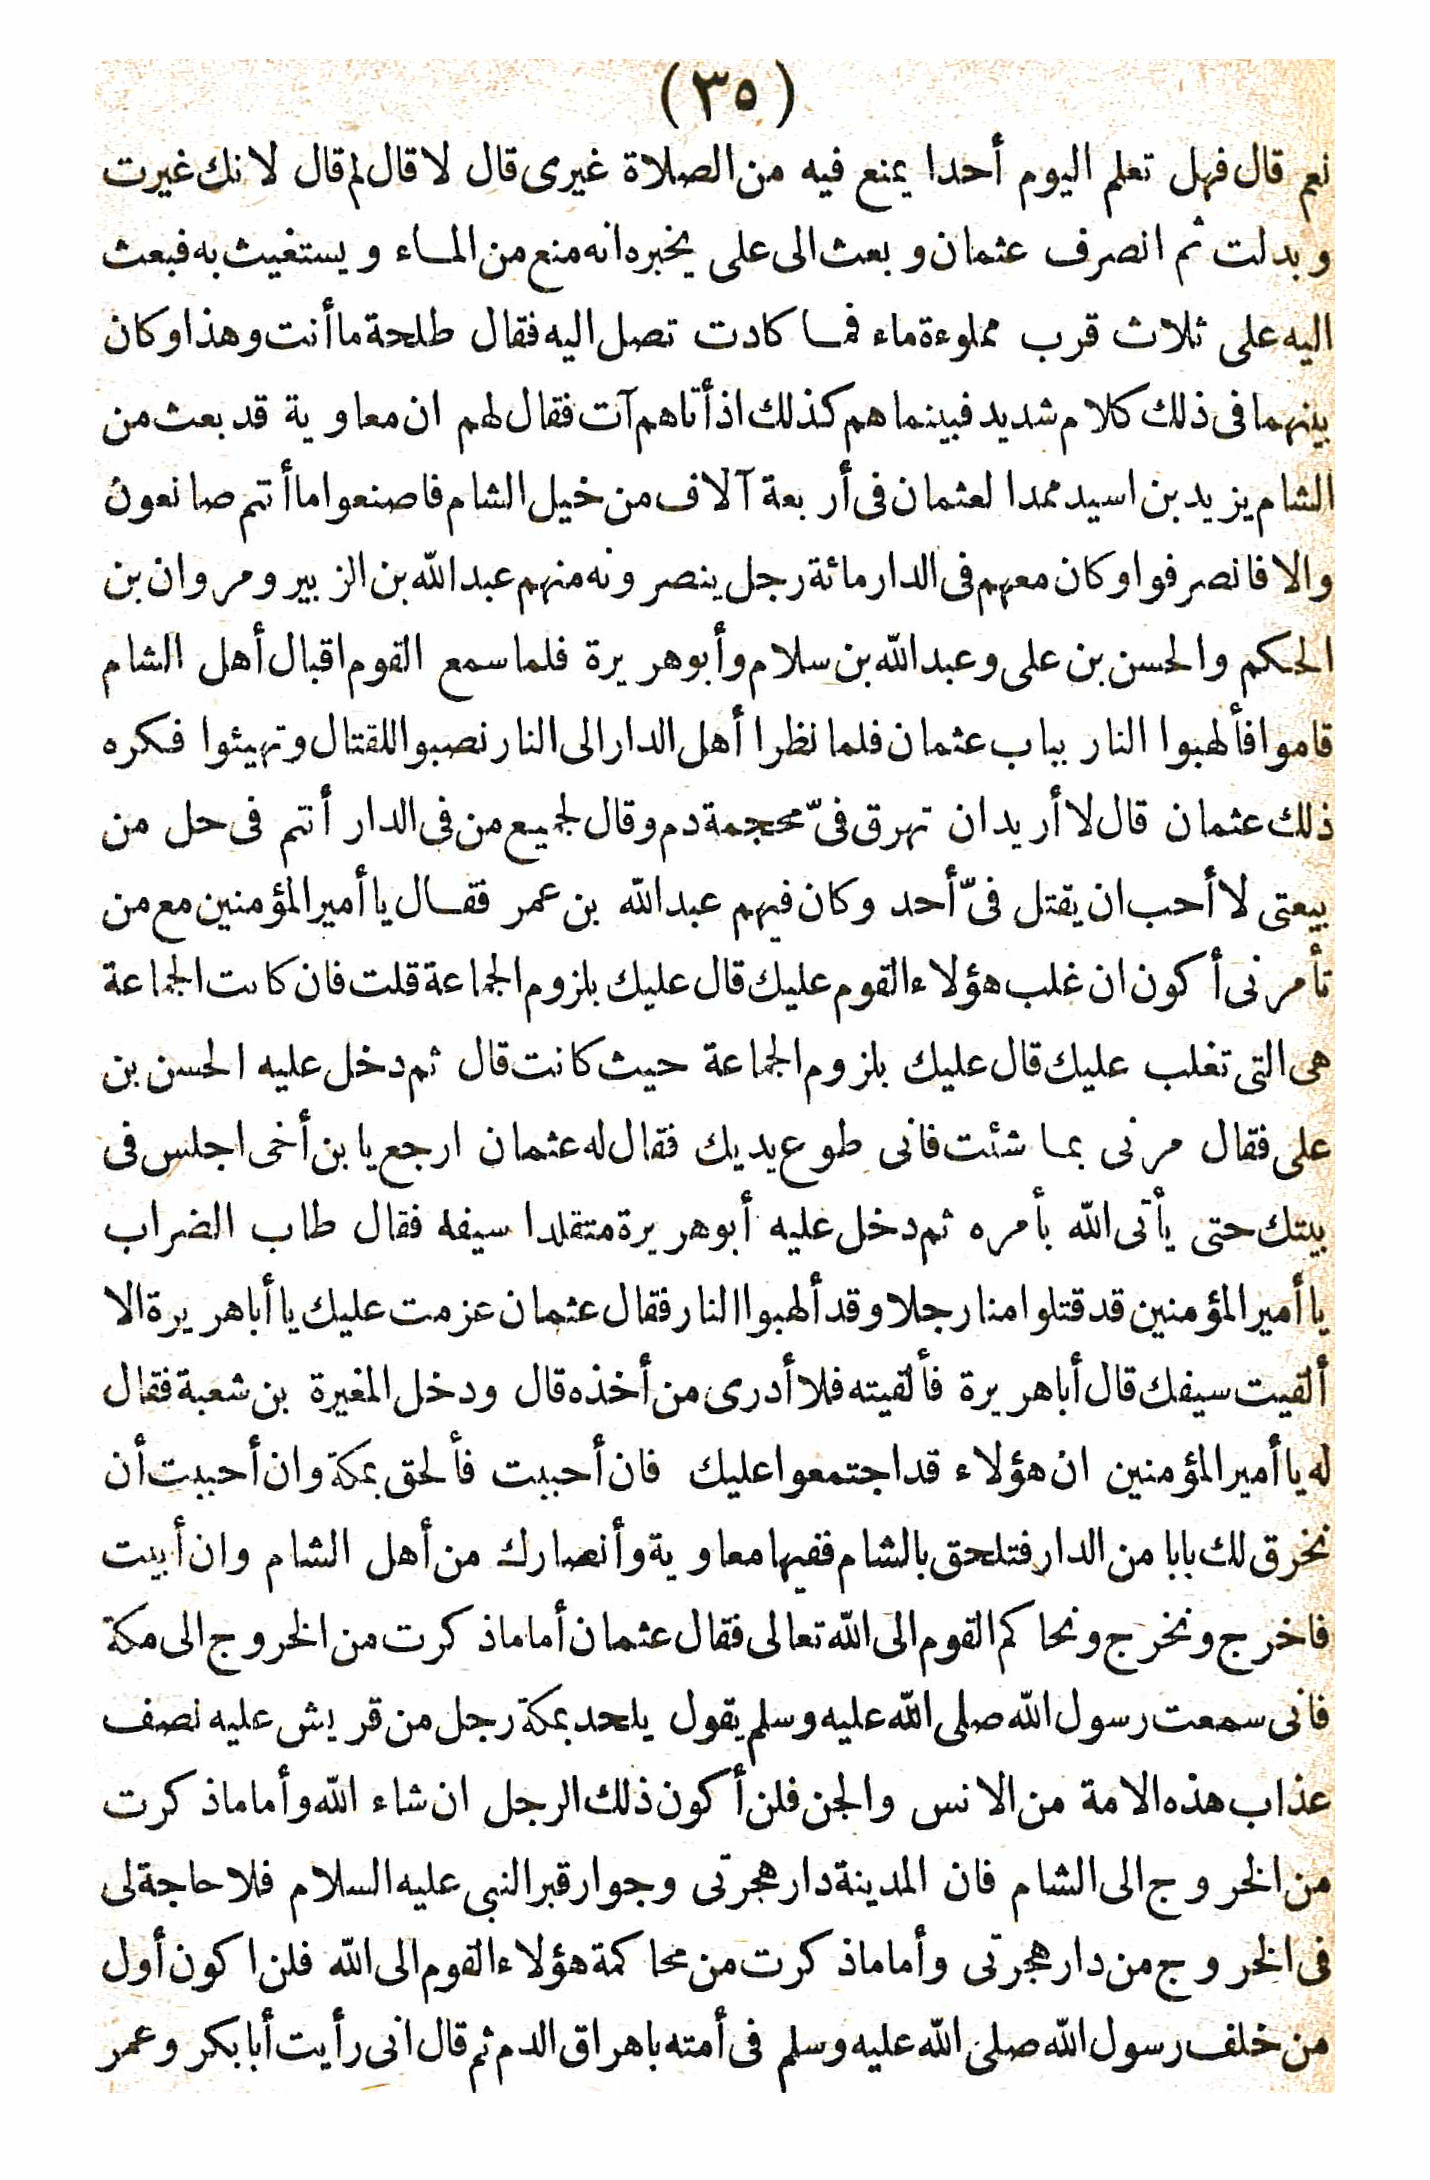 (٣٥)
نعم قال فهل تعلم اليوم أحدا يمنع فيه من الصلاة غيرى قال لا قال لم قال لانك غيرت
وبدلت ثم انصرف عثمان وبعث الى على يخبره انه منع من الماء ويستغيث به فبعث
اليه على ثلاث قرب مملوءة ماء فما كادت تصل اليه فقال طلحة ما أنت وهذا وكان
بينهما فى ذلك كلام شديد فبينما هم كذلك اذ أتاهم آت فقال لهم ان معاوية قد بعث من
الشام يزيد بن اسيد ممدا لعثمان فى أربعة آلاف من خيل الشام فاصنعوا ما أنتم صانعون
والا فانصرفوا وكان معهم فى الدار مائة رجل ينصرونه منهم عبد الله بن الزبير ومروان بن
الحكم والحسن بن على وعبد الله بن سلام وأبو هريرة فلما سمع القوم اقبال أهل الشام
قاموا فألهبوا النار بباب عثمان فلما نظرا أهل الدار الى النار نصبوا للقتال وتهيئوا فكره
ذلك عثمان قال لا أريد ان تهرق فىّ محجمة دم وقال لجميع من فى الدار أنتم فى حل من
بيعتى لا أحب ان يقتل فىّ أحد وكان فيهم عبد الله بن عمر فقال يا أمير المؤمنين مع من
تأمرنى أكون ان غلب هؤلاء القوم عليك قال عليك بلزوم الجماعة قلت فان كانت الجماعة
هى التى تغلب عليك قال عليك بلزوم الجماعة حيث كانت قال ثم دخل عليه الحسن بن
على فقال مرنى بما شئت فانى طوع يديك فقال له عثمان ارجع يا بن أخى اجلس فى
بيتك حتى يأتى الله بأمره ثم دخل عليه أبو هريرة متقلدا سيفه فقال طاب الضراب
يا أمير المؤمنين قد قتلوا منا رجلا وقد ألهبوا النار فقال عثمان عزمت عليك يا أبا هريرة الا
ألقيت سيفك قال أبا هريرة فألقيته فلا أدرى من أخذه قال ودخل المغيرة بن شعبة فقال
له يا أمير المؤمنين ان هؤلاء قد اجتمعوا عليك فان أحببت فألحق بمكة وان أحببت أن
نخرق لك بابا من الدار فتلحق بالشام ففيها معاوية وأنصارك من أهل الشام وان أبيت
فاخرج ونخرج ونحاكم القوم الى الله تعالى فقال عثمان أما ماذكرت من الخروج الى مكة
فانى سمعت رسول الله صلى الله عليه وسلم يقول يلحد بمكة رجل من قريش عليه نصف
عذاب هذه الامة من الانس والجن فلن أكون ذلك الرجل ان شاء الله وأما ماذكرت
من الخروج الى الشام فان المدينة دار هجرتى وجوار قبر النبى عليه السلام فلا حاجة لى
فى الخروج من دار هجرتى وأما ماذكرت من محاكمة هؤلاء القوم الى الله فلن اكون أول
من خلف رسول الله صلى الله عليه وسلم فى أمته باهراق الدم ثم قال انى رأيت أبا بكر وعمر